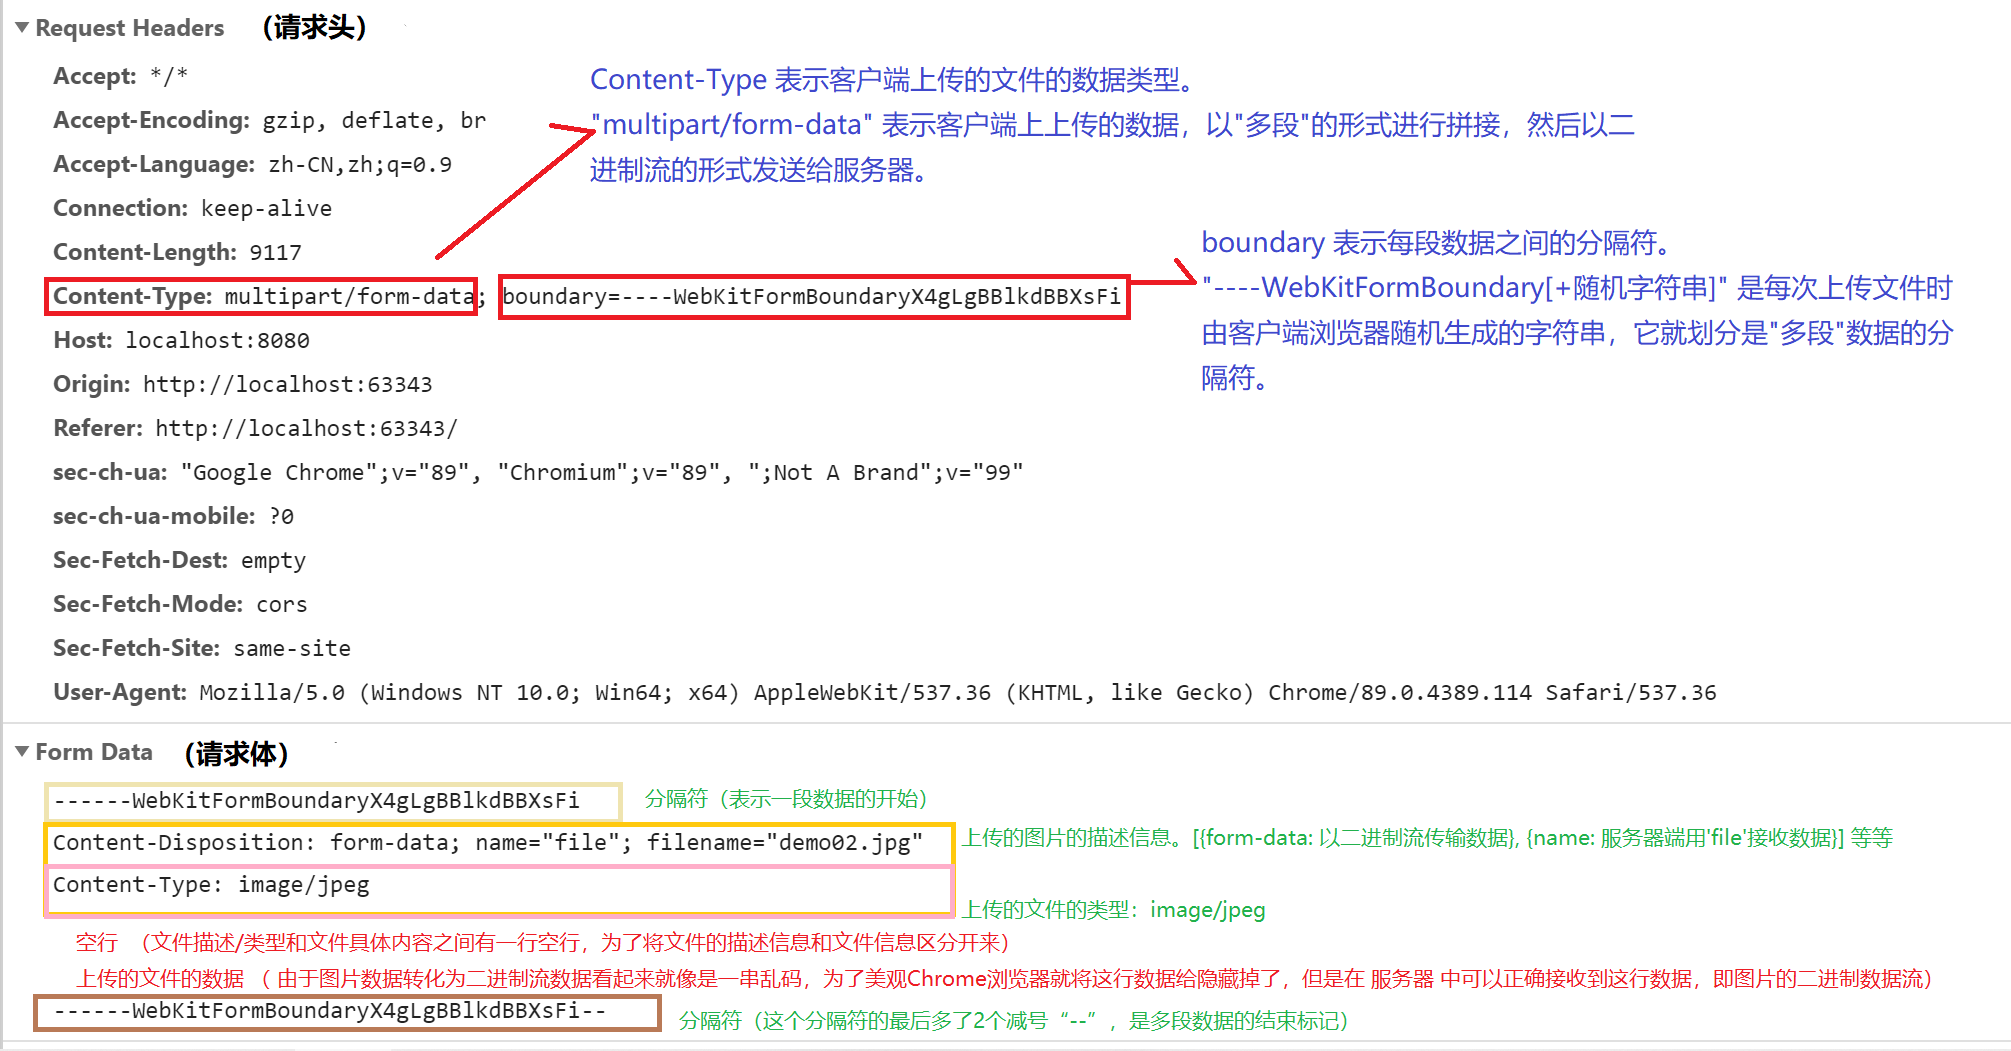 Request Headers （请求头）
Accept: */*
Content-Type 表示客户端上传的文件的数据类型。
Accept-Encoding: gzip, deflate, br
"multipart/form-data" 表示客户端上上传的数据，以"多段"的形式进行拼接，然后以二
进制流的形式发送给服务器。
Accept-Language: zh-CN,zh;q=0.9
Connection: keep-alive
Content-Length: 9117
boundary 表示每段数据之间的分隔符。
"----WebKitFormBoundary[+随机字符串]" 是每次上传文件时
由客户端浏览器随机生成的字符串，它就划分是"多段"数据的分
隔符。
Content-Type: multipart/form-data; boundary=----WebKitFormBoundaryX4gLgBBlkdBBXsFi
Host: localhost:8080
Origin: http://localhost:63343
Referer: http://localhost:63343/
sec-ch-ua: "Google Chrome";v="89", "Chromium";v="89", ";Not A Brand";v="99"
sec-ch-ua-mobile: ?0
Sec-Fetch-Dest: empty
Sec-Fetch-Mode: cors
Sec-Fetch-Site: same-site
User-Agent: Mozilla/5.0 (Windows NT 10.0; Win64; x64) AppleWebKit/537.36 (KHTML, like Gecko) Chrome/89.0.4389.114 Safari/537.36
Form Data （请求体）
------WebKitFormBoundaryX4gLgBBlkdBBXsFi 分隔符（表示一段数据的开始）
Content-Disposition: form-data; name="file"; filename="demo02.jpg" 上传的图片的描述信息。[{form-data: 以二进制流传输数据}, {name: 服务器端用'file'接收数据}] 等等
Content-Type: image/jpeg
上传的文件的类型：image/jpeg
空行 （文件描述/类型和文件具体内容之间有一行空行，为了将文件的描述信息和文件信息区分开来）
上传的文件的数据 （ 由于图片数据转化为二进制流数据看起来就像是一串乱码，为了美观Chrome浏览器就将这行数据给隐藏掉了，但是在 服务器 中可以正确接收到这行数据，即图片的二进制数据流）
------WebKitFormBoundaryX4gLgBBlkdBBXsFi-- 分隔符（这个分隔符的最后多了2个减号“--”，是多段数据的结束标记）